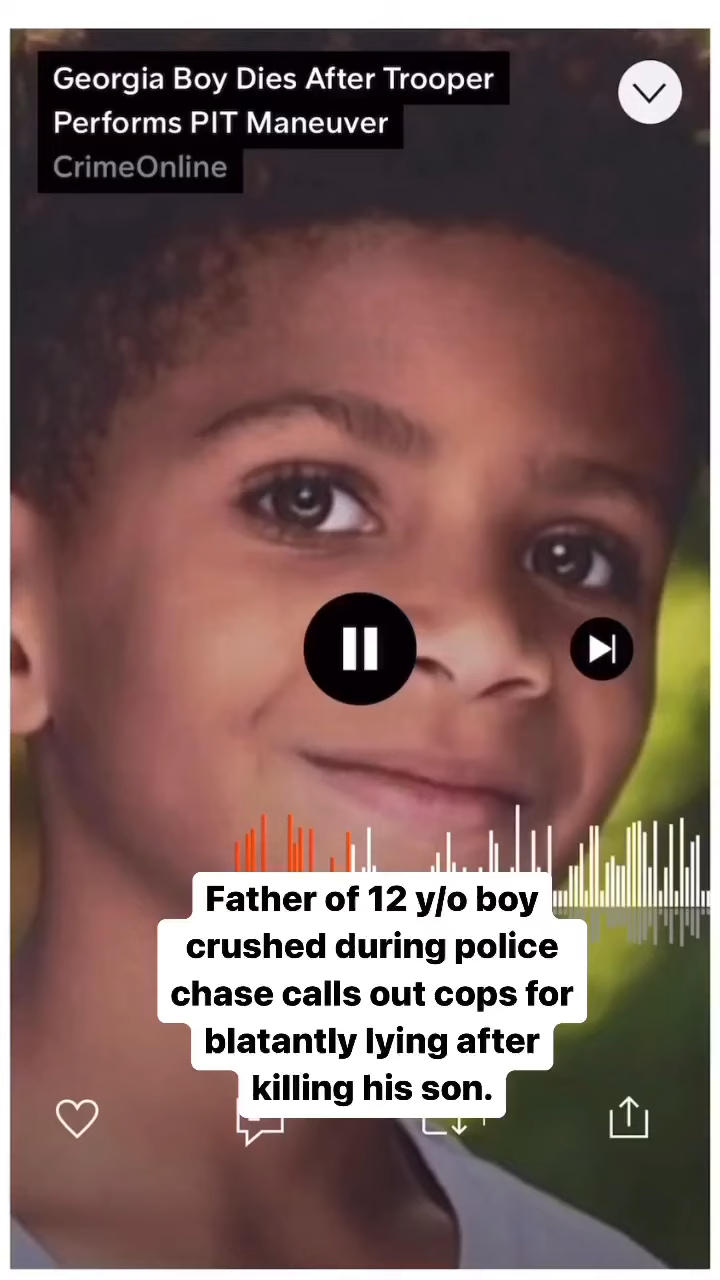 Georgia Boy Dies After Trooper
Performs PIT Maneuver
CrimeOnline
Father of 12 y/o boy
crushed during police
chase calls out cops for
blatantly lying after
killing his son.